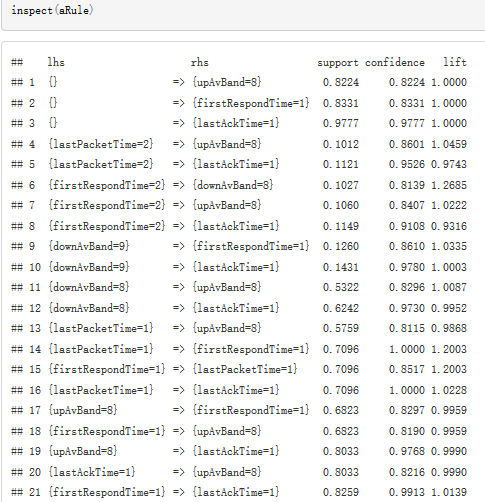 inspect(aRule)
##    lhs                    rhs                  support confidence   lift
## 1  {}                  => {upAvBand=8}          0.8224     0.8224 1.0000
## 2  {}                  => {firstRespondTime=1}  0.8331     0.8331 1.0000
## 3  {}                  => {lastAckTime=1}       0.9777     0.9777 1.0000
## 4  {lastPacketTime=2}  => {upAvBand=8}          0.1012     0.8601 1.0459
## 5  {lastPacketTime=2}  => {lastAckTime=1}       0.1121     0.9526 0.9743
## 6  {firstRespondTime=2} => {downAvBand=8}        0.1027     0.8139 1.2685
## 7  {firstRespondTime=2} => {upAvBand=8}          0.1060     0.8407 1.0222
## 8  {firstRespondTime=2} => {lastAckTime=1}       0.1149     0.9108 0.9316
## 9  {downAvBand=9}      => {firstRespondTime=1}  0.1260     0.8610 1.0335
## 10 {downAvBand=9}      => {lastAckTime=1}       0.1431     0.9780 1.0003
## 11 {downAvBand=8}      => {upAvBand=8}          0.5322     0.8296 1.0087
## 12 {downAvBand=8}      => {lastAckTime=1}       0.6242     0.9730 0.9952
## 13 {lastPacketTime=1}  => {upAvBand=8}          0.5759     0.8115 0.9868
## 14 {lastPacketTime=1}  => {firstRespondTime=1}  0.7096     1.0000 1.2003
## 15 {firstRespondTime=1} => {lastPacketTime=1}    0.7096     0.8517 1.2003
## 16 {lastPacketTime=1}  => {lastAckTime=1}       0.7096     1.0000 1.0228
## 17 {upAvBand=8}        => {firstRespondTime=1}  0.6823     0.8297 0.9959
## 18 {firstRespondTime=1} => {upAvBand=8}          0.6823     0.8190 0.9959
## 19 {upAvBand=8}        => {lastAckTime=1}       0.8033     0.9768 0.9990
## 20 {lastAckTime=1}     => {upAvBand=8}          0.8033     0.8216 0.9990
## 21 {firstRespondTime=1} => {lastAckTime=1}       0.8259     0.9913 1.0139